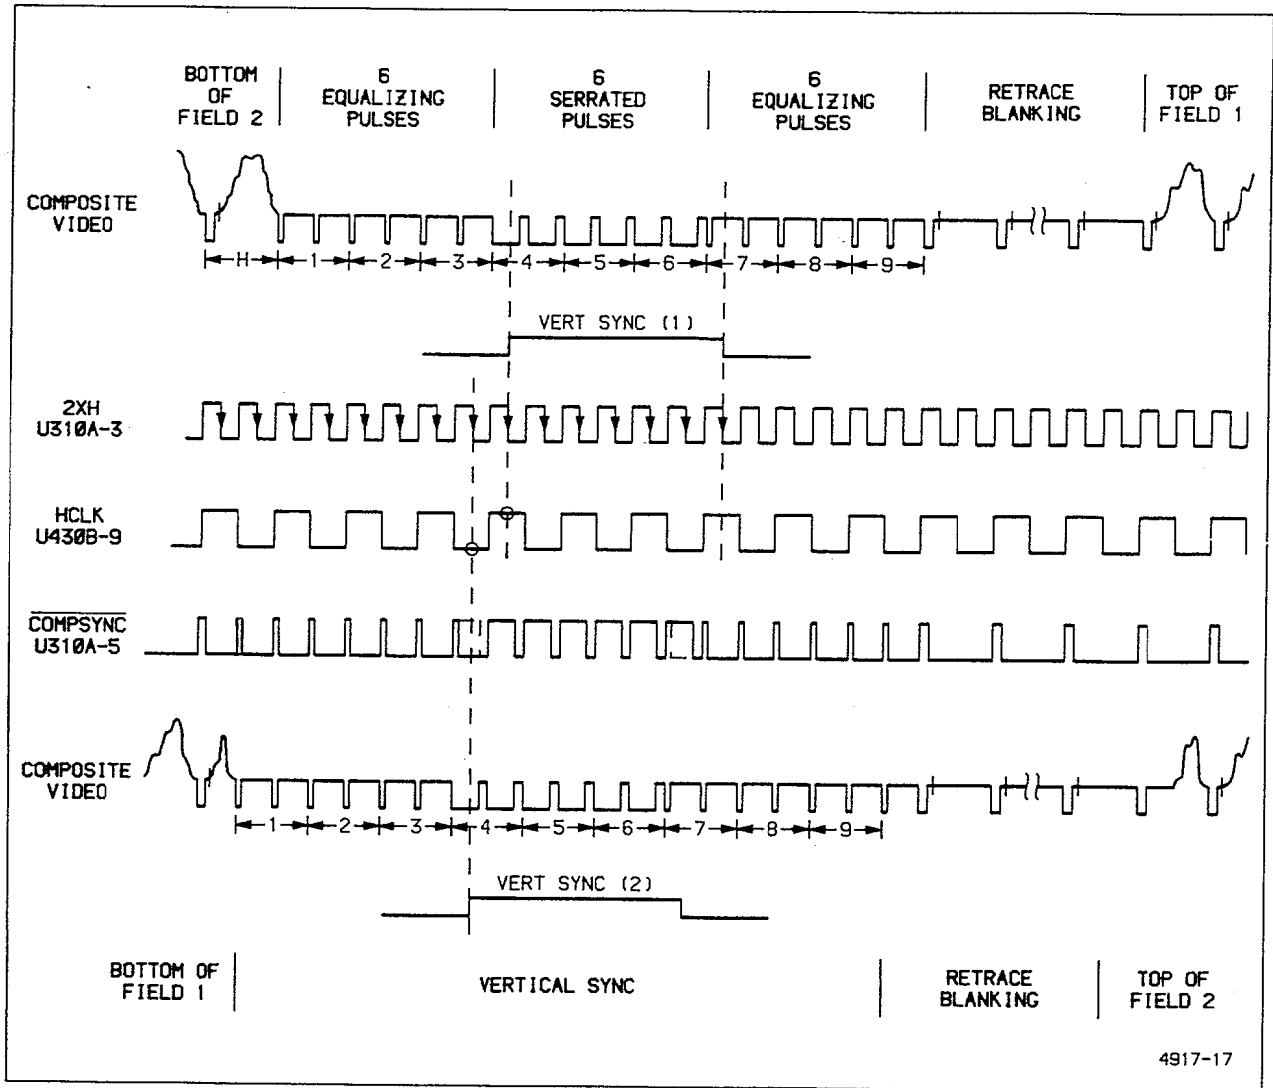 BOTTOM
OF
FIELD 2
6
EQUALIZING
PULSES
6
SERRATED
PULSES
6
EQUALIZING
PULSES
RETRACE
BLANKING
TOP OF
FIELD 1
COMPOSITE
VIDEO
H 1 2 3 4 5 6 7 8 9
VERT SYNC (1)
2XH
U310A-3
HCLK
U430B-9
COMPSYNC
U310A-5
COMPOSITE
VIDEO
1 2 3 4 5 6 7 8 9
VERT SYNC (2)
BOTTOM OF
FIELD 1
VERTICAL SYNC
RETRACE
BLANKING
TOP OF
FIELD 2
4917-17